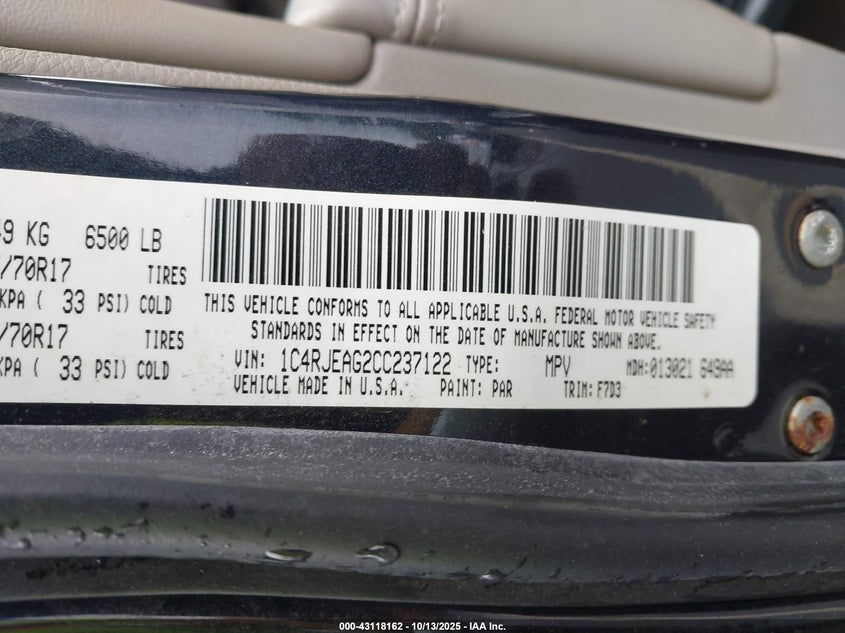 49 KG 6500 LB
/70R17 TIRES
KPA ( 33 PSI) COLD
/70R17 TIRES
KPA ( 33 PSI) COLD
THIS VEHICLE CONFORMS TO ALL APPLICABLE U.S.A. FEDERAL MOTOR VEHICLE SAFETY
STANDARDS IN EFFECT ON THE DATE OF MANUFACTURE SHOWN ABOVE.
VIN: 1C4RJEAG2CC237122 TYPE: MPV MDH: 013021 649AA
VEHICLE MADE IN U.S.A. PAINT: PAR TRIM: F7D3
000-43118162 - 10/13/2025 - IAA Inc.